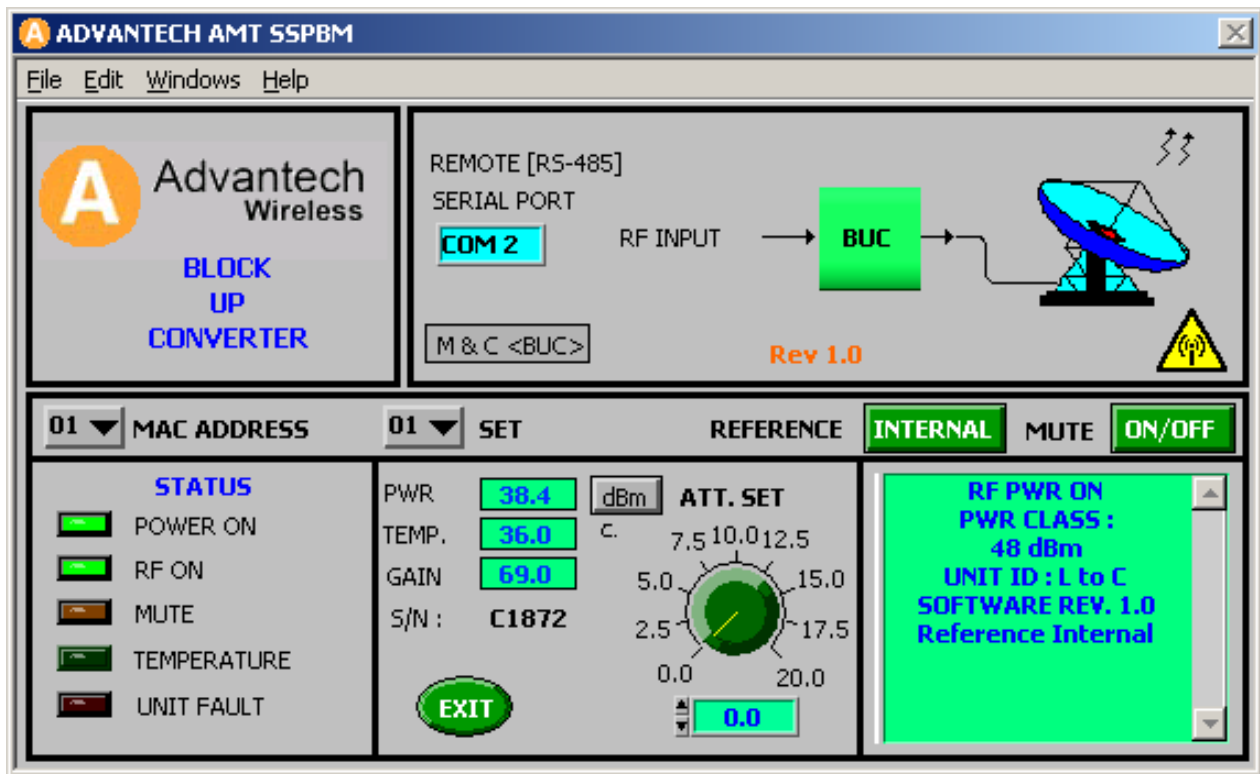 ADVANTECH AMT SSPBM
File Edit Windows Help
A Advantech
Wireless
BLOCK
UP
CONVERTER
REMOTE [RS-485]
SERIAL PORT
COM 2
RF INPUT
BUC
M & C <BUC>
Rev 1.0
01 MAC ADDRESS 01 SET REFERENCE INTERNAL MUTE ON/OFF
STATUS
POWER ON
RF ON
MUTE
TEMPERATURE
UNIT FAULT
PWR 38.4 dBm
TEMP. 36.0 C.
GAIN 69.0
S/N : C1872
EXIT
ATT. SET
7.5 10.0 12.5
5.0 15.0
2.5 17.5
0.0 20.0
0.0
RF PWR ON
PWR CLASS :
48 dBm
UNIT ID : L to C
SOFTWARE REV. 1.0
Reference Internal